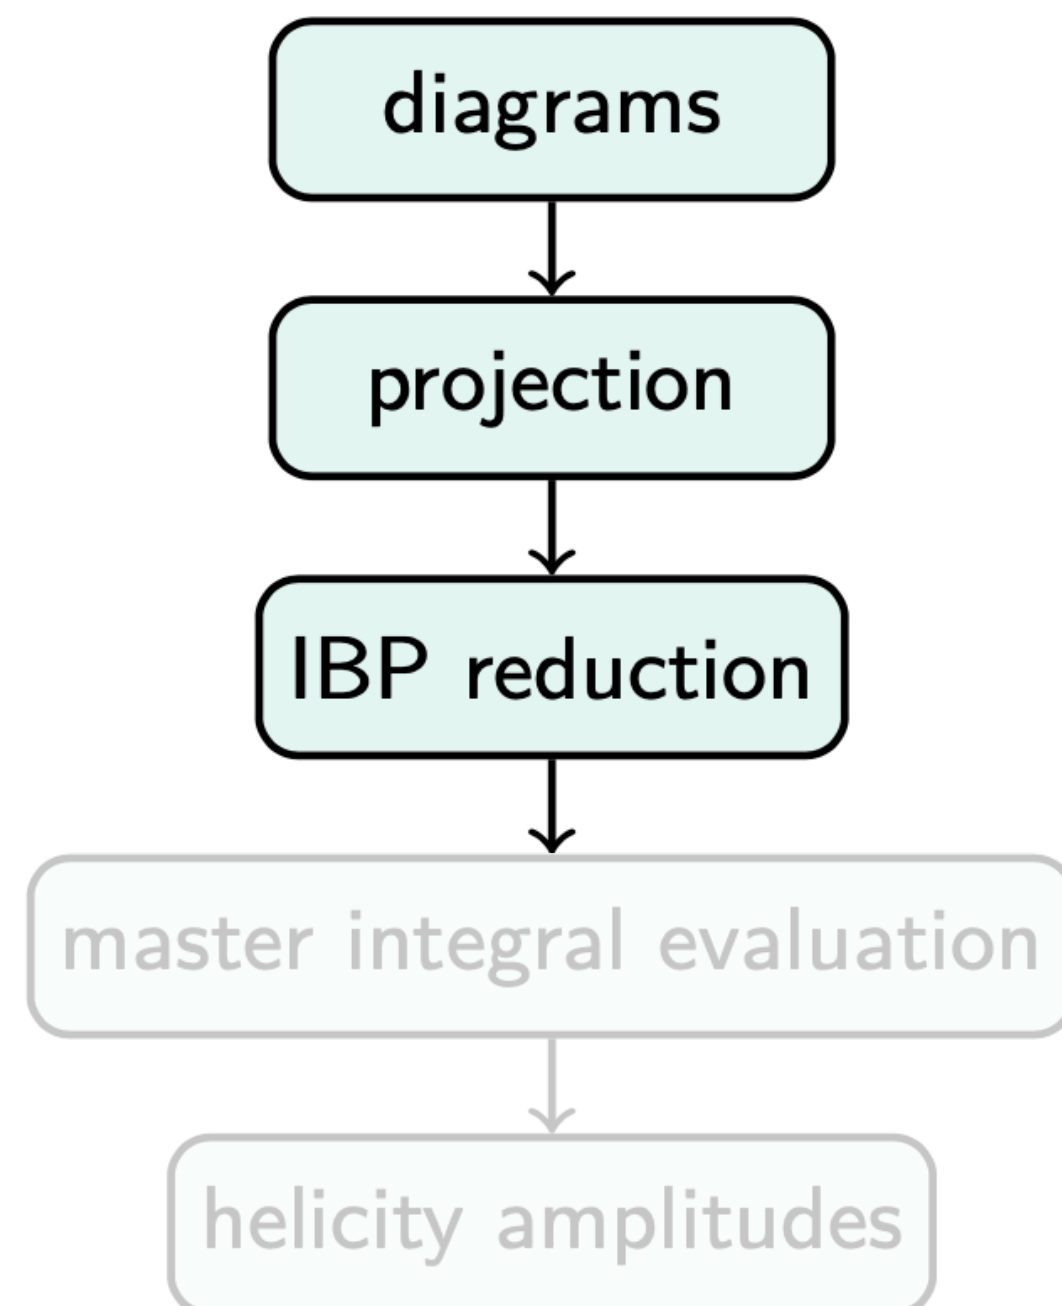 diagrams
projection
IBP reduction
master integral evaluation
helicity amplitudes